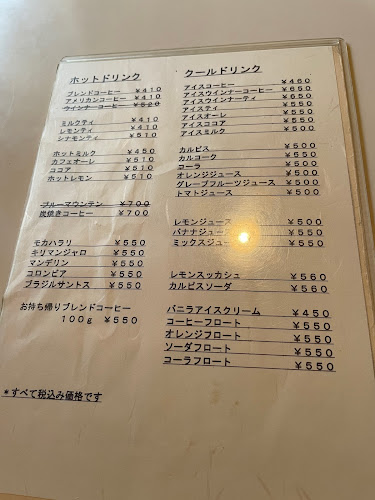 ホットドリンク
ブレンドコーヒー ¥410
アメリカンコーヒー ¥410
ウインナーコーヒー ¥520
ミルクティ ¥410
レモンティ ¥410
シナモンティ ¥510
ホットミルク ¥450
カフェオーレ ¥510
ココア ¥510
ホットレモン ¥510
ブルーマウンテン ¥700
炭焼きコーヒー ¥700
モカハラリ ¥550
キリマンジャロ ¥550
マンデリン ¥550
コロンビア ¥550
ブラジルサントス ¥550
お持ち帰りブレンドコーヒー
100g ¥550
*すべて税込み価格です
クールドリンク
アイスコーヒー ¥460
アイスウインナーコーヒー ¥650
アイスウインナーティ ¥650
アイスティ ¥550
アイスオーレ ¥550
アイスココア ¥550
アイスミルク ¥500
カルピス ¥500
カルコーク ¥550
コーラ ¥500
オレンジジュース ¥500
グレープフルーツジュース ¥500
トマトジュース ¥500
レモンジュース ¥550
バナナジュース ¥550
ミックスジュース ¥550
レモンスッカシュ ¥560
カルピスソーダ ¥560
バニラアイスクリーム ¥450
コーヒーフロート ¥550
オレンジフロート ¥550
ソーダフロート ¥550
コーラフロート ¥550